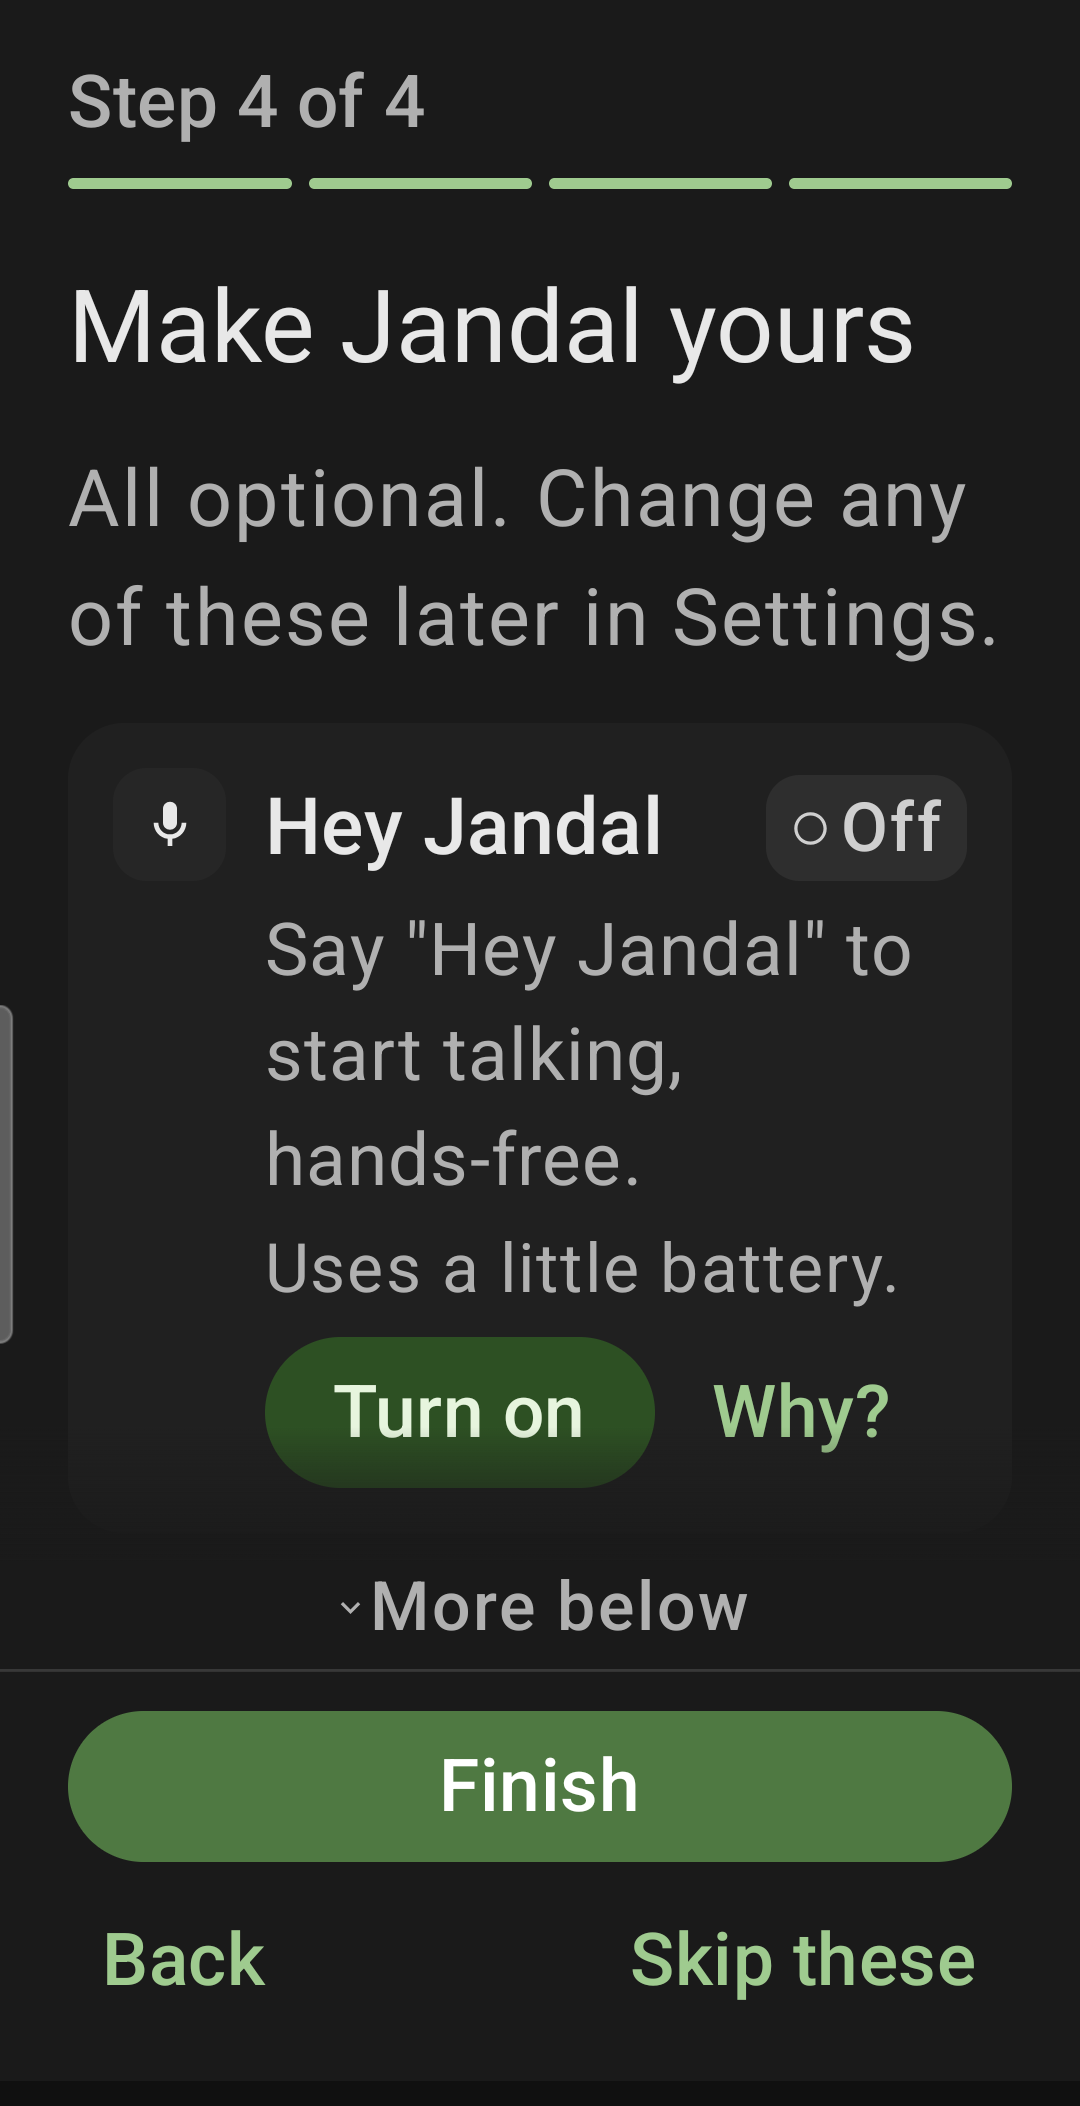 Step 4 of 4
Make Jandal yours
All optional. Change any
of these later in Settings.
Hey Jandal
Off
Say "Hey Jandal" to
start talking,
hands-free.
Uses a little battery.
Turn on
Why?
More below
Finish
Back
Skip these